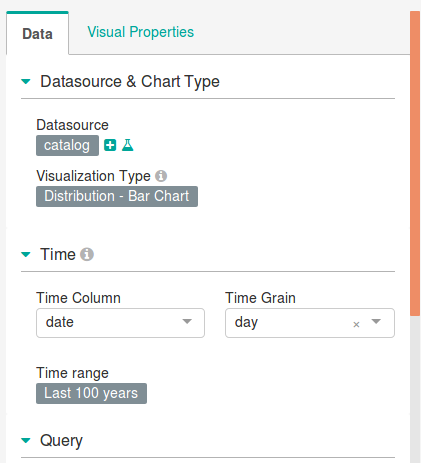 Data Visual Properties
Datasource & Chart Type
Datasource
catalog
Visualization Type
Distribution - Bar Chart
Time
Time Column Time Grain
date day ×
Time range
Last 100 years
Query